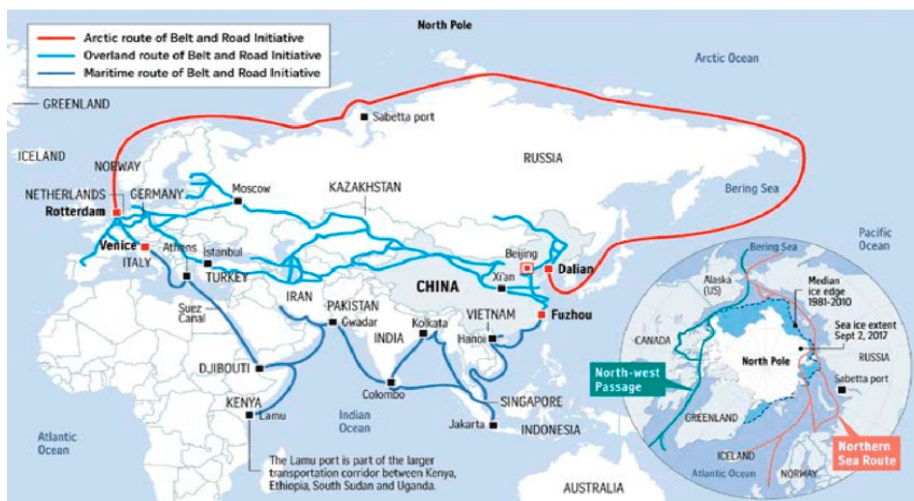 North Pole
Arctic route of Belt and Road Initiative
Overland route of Belt and Road Initiative
Maritime route of Belt and Road Initiative
Arctic Ocean
GREENLAND
Sabetta port
ICELAND
NORWAY
RUSSIA
NETHERLANDS
GERMANY
Moscow
KAZAKHSTAN
Bering Sea
Rotterdam
Pacific
Ocean
Venice
Athens
Istanbul
Beijing
Dalian
ITALY
TURKEY
Xi'an
CHINA
Suez
Canal
IRAN
PAKISTAN
Gwadar
INDIA
Kolkata
VIETNAM
Hanoi
Fuzhou
DJIBOUTI
KENYA
Lamu
Colombo
SINGAPORE
Indian
Ocean
Jakarta
INDONESIA
Atlantic
Ocean
The Lamu port is part of the larger
transportation corridor between Kenya,
Ethiopia, South Sudan and Uganda.
AUSTRALIA
Bering Sea
Alaska
(US)
Median
ice edge
1981-2010
CANADA
Sea ice extent
Sept 2, 2017
North Pole
RUSSIA
North-west
Passage
Sabetta port
GREENLAND
ICELAND
Northern
Sea Route
Atlantic Ocean
NORWAY